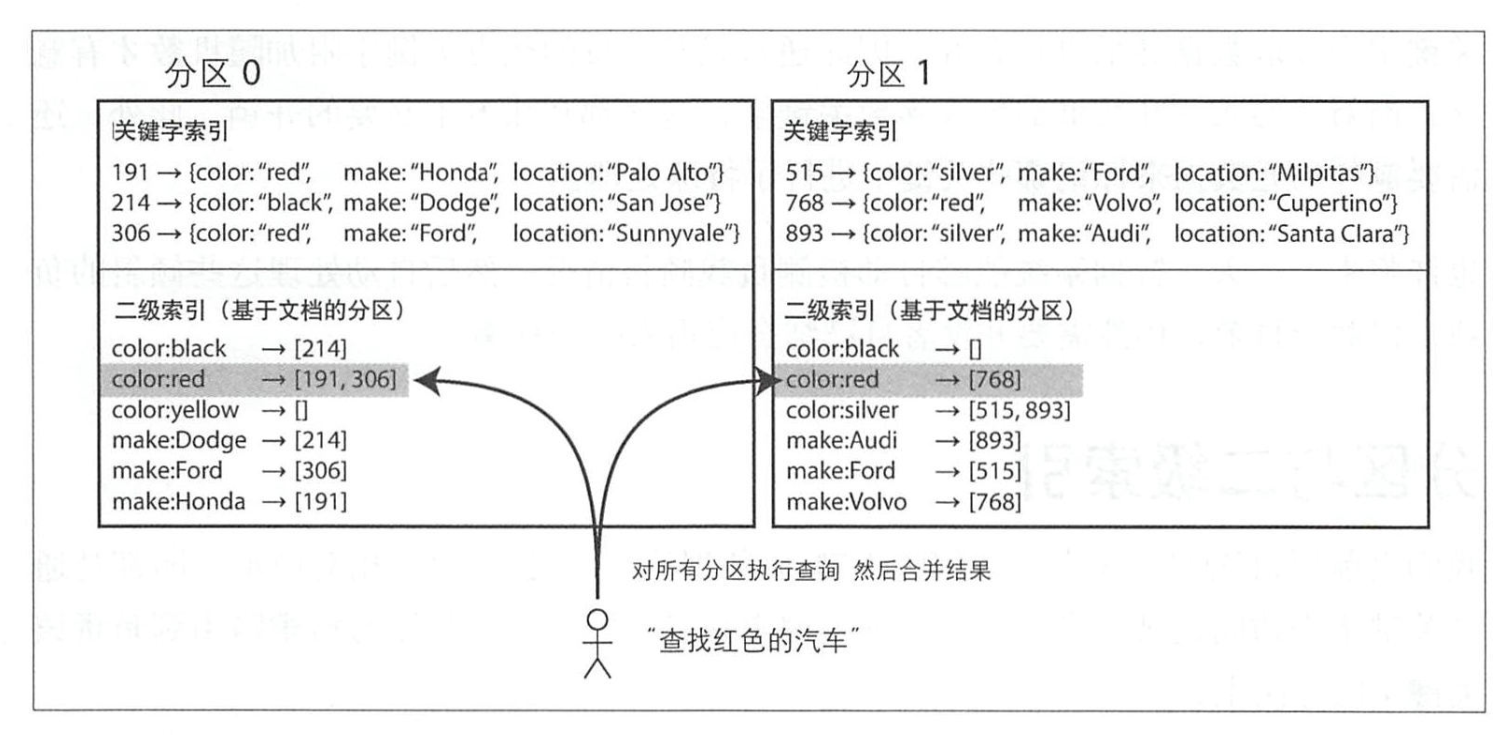 分区 0
关键字索引
191 → {color: “red”, make: “Honda”, location: “Palo Alto”}
214 → {color: “black”, make: “Dodge”, location: “San Jose”}
306 → {color: “red”, make: “Ford”, location: “Sunnyvale”}
二级索引（基于文档的分区）
color:black → [214]
color:red → [191, 306]
color:yellow → []
make:Dodge → [214]
make:Ford → [306]
make:Honda → [191]
分区 1
关键字索引
515 → {color: “silver”, make: “Ford”, location: “Milpitas”}
768 → {color: “red”, make: “Volvo”, location: “Cupertino”}
893 → {color: “silver”, make: “Audi”, location: “Santa Clara”}
二级索引（基于文档的分区）
color:black → []
color:red → [768]
color:silver → [515, 893]
make:Audi → [893]
make:Ford → [515]
make:Volvo → [768]
对所有分区执行查询 然后合并结果
“查找红色的汽车”